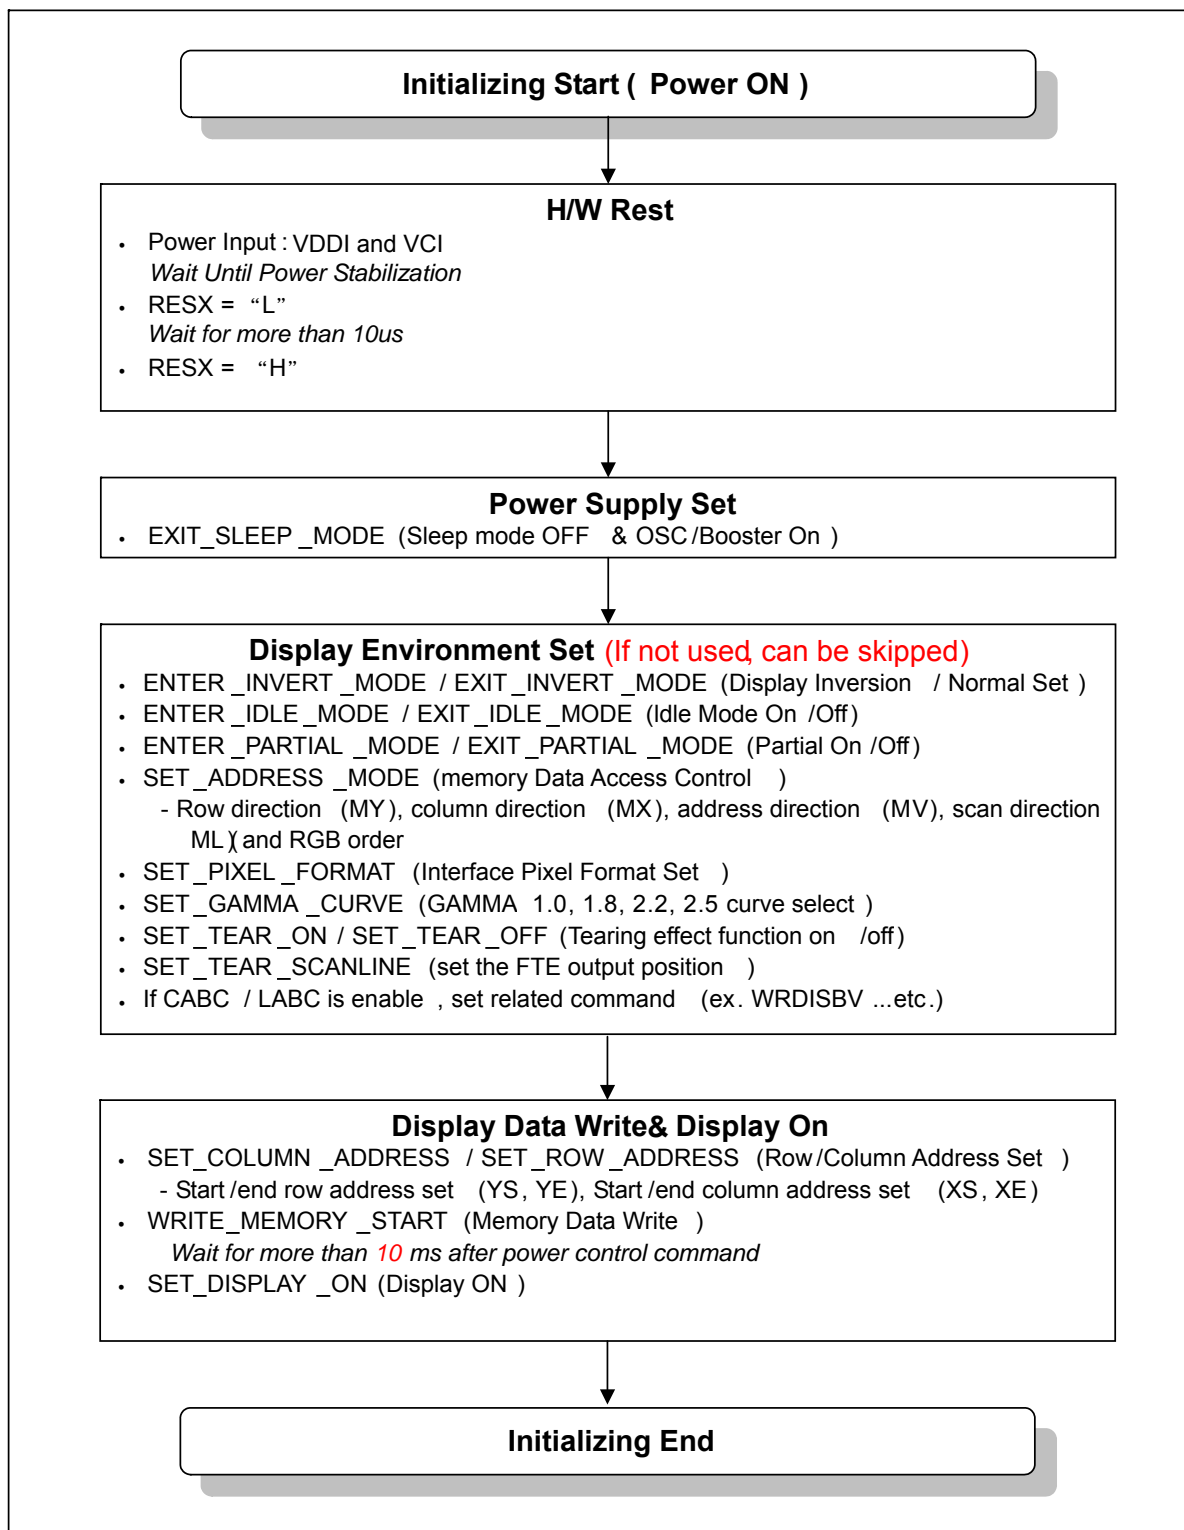 Initializing Start ( Power ON )
H/W Rest
• Power Input : VDDI and VCI
Wait Until Power Stabilization
• RESX = “L”
Wait for more than 10us
• RESX = “H”
Power Supply Set
• EXIT_SLEEP _MODE (Sleep mode OFF & OSC /Booster On )
Display Environment Set (If not used, can be skipped)
• ENTER _INVERT _MODE / EXIT _INVERT _MODE (Display Inversion / Normal Set )
• ENTER _IDLE _MODE / EXIT _IDLE _MODE (Idle Mode On /Off)
• ENTER _PARTIAL _MODE / EXIT _PARTIAL _MODE (Partial On /Off)
• SET _ADDRESS _MODE (memory Data Access Control )
- Row direction (MY), column direction (MX), address direction (MV), scan direction
ML)( and RGB order
• SET _PIXEL _FORMAT (Interface Pixel Format Set )
• SET _GAMMA _CURVE (GAMMA 1.0, 1.8, 2.2, 2.5 curve select )
• SET _TEAR _ON / SET _TEAR _OFF (Tearing effect function on /off)
• SET _TEAR _SCANLINE (set the FTE output position )
• If CABC / LABC is enable , set related command (ex. WRDISBV ...etc.)
Display Data Write& Display On
• SET_COLUMN _ADDRESS / SET _ROW _ADDRESS (Row /Column Address Set )
- Start /end row address set (YS, YE), Start /end column address set (XS, XE)
• WRITE_MEMORY _START (Memory Data Write )
Wait for more than 10 ms after power control command
• SET_DISPLAY _ON (Display ON )
Initializing End